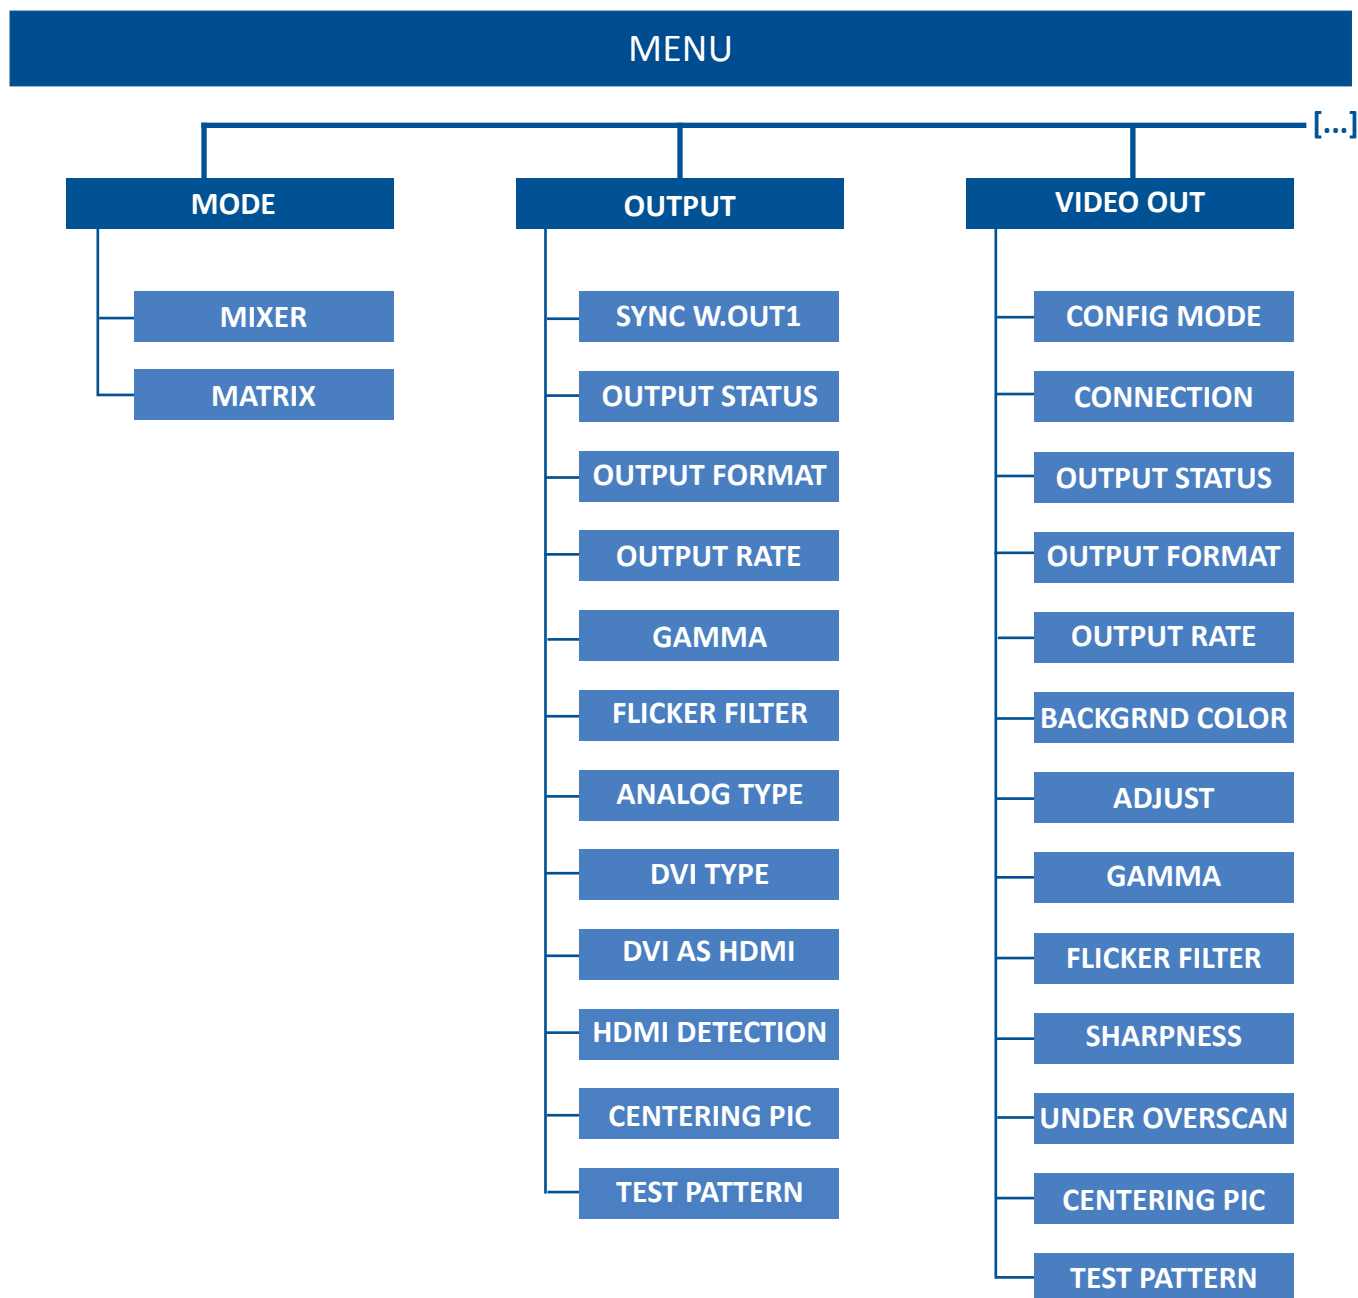 MENU
[...]
MODE
MIXER
MATRIX
OUTPUT
SYNC W.OUT1
OUTPUT STATUS
OUTPUT FORMAT
OUTPUT RATE
GAMMA
FLICKER FILTER
ANALOG TYPE
DVI TYPE
DVI AS HDMI
HDMI DETECTION
CENTERING PIC
TEST PATTERN
VIDEO OUT
CONFIG MODE
CONNECTION
OUTPUT STATUS
OUTPUT FORMAT
OUTPUT RATE
BACKGRND COLOR
ADJUST
GAMMA
FLICKER FILTER
SHARPNESS
UNDER OVERSCAN
CENTERING PIC
TEST PATTERN